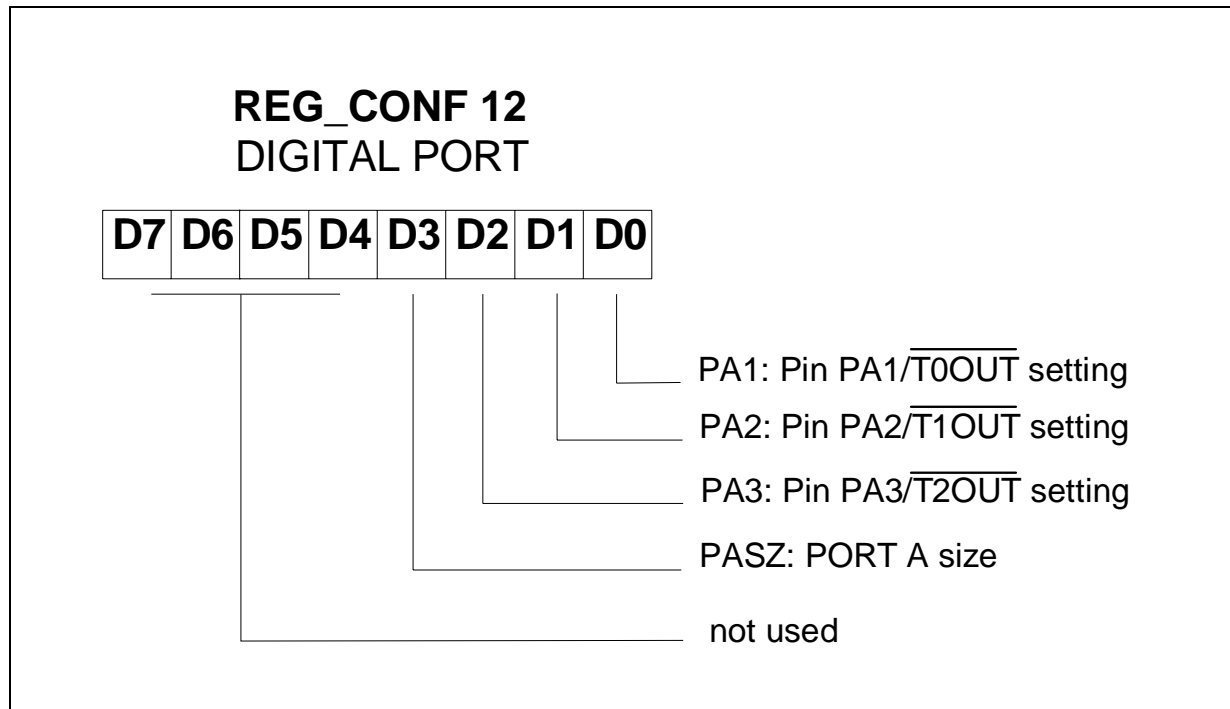 REG_CONF 12
DIGITAL PORT
D7 D6 D5 D4 D3 D2 D1 D0
PA1: Pin PA1/T0OUT setting
PA2: Pin PA2/T1OUT setting
PA3: Pin PA3/T2OUT setting
PASZ: PORT A size
not used